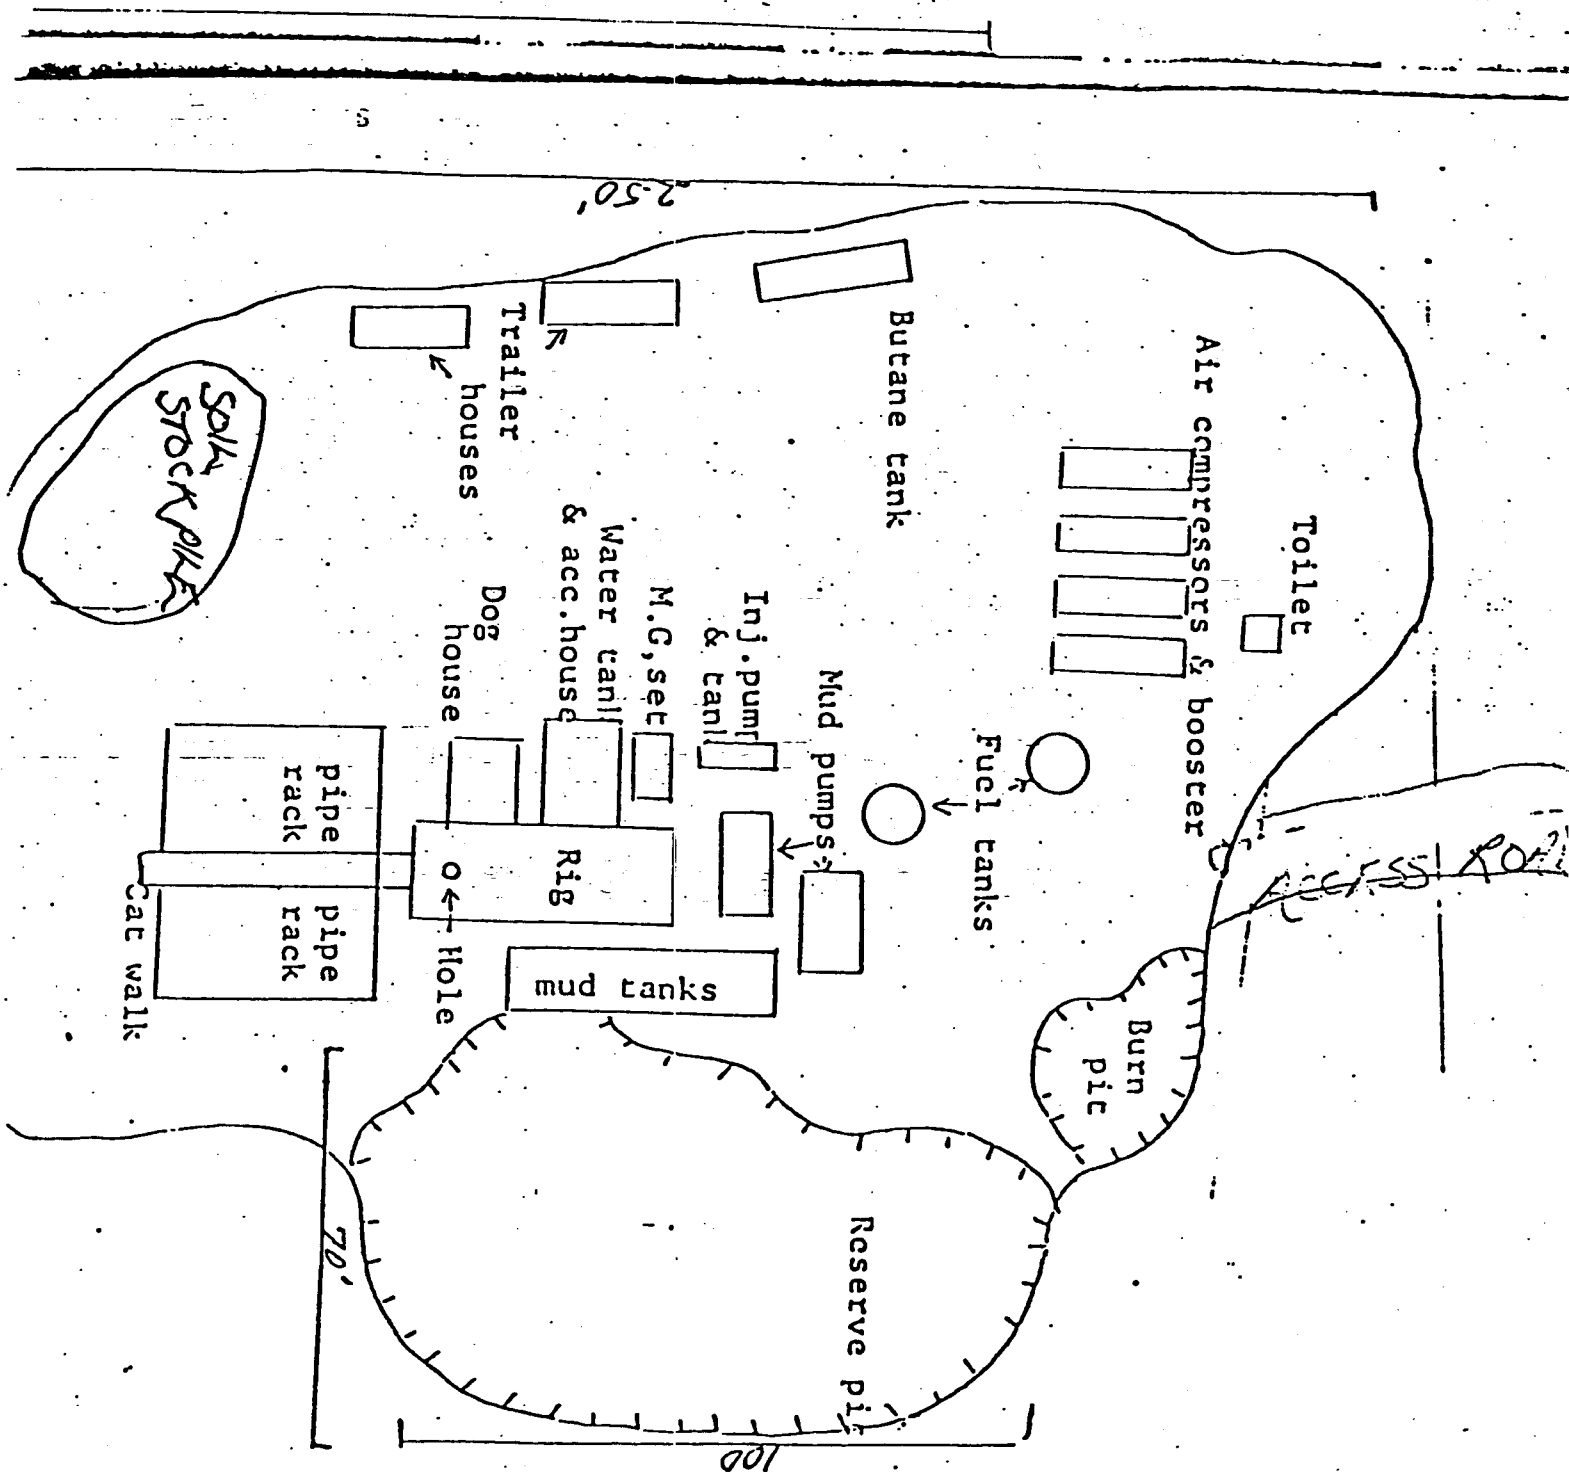 2-50'
Air compressors & booster
Toilet
Butane tank
Trailer
houses
SOIL
STOCKPILE
Fuel tanks
Mud pumps
Inj.pump
& tank
M.G,set
Water tank
& acc.house
Dog
house
Rig
Hole
pipe
rack
pipe
rack
Cat walk
mud tanks
ACCESS ROAD
Burn
pit
Reserve pit
70'
100